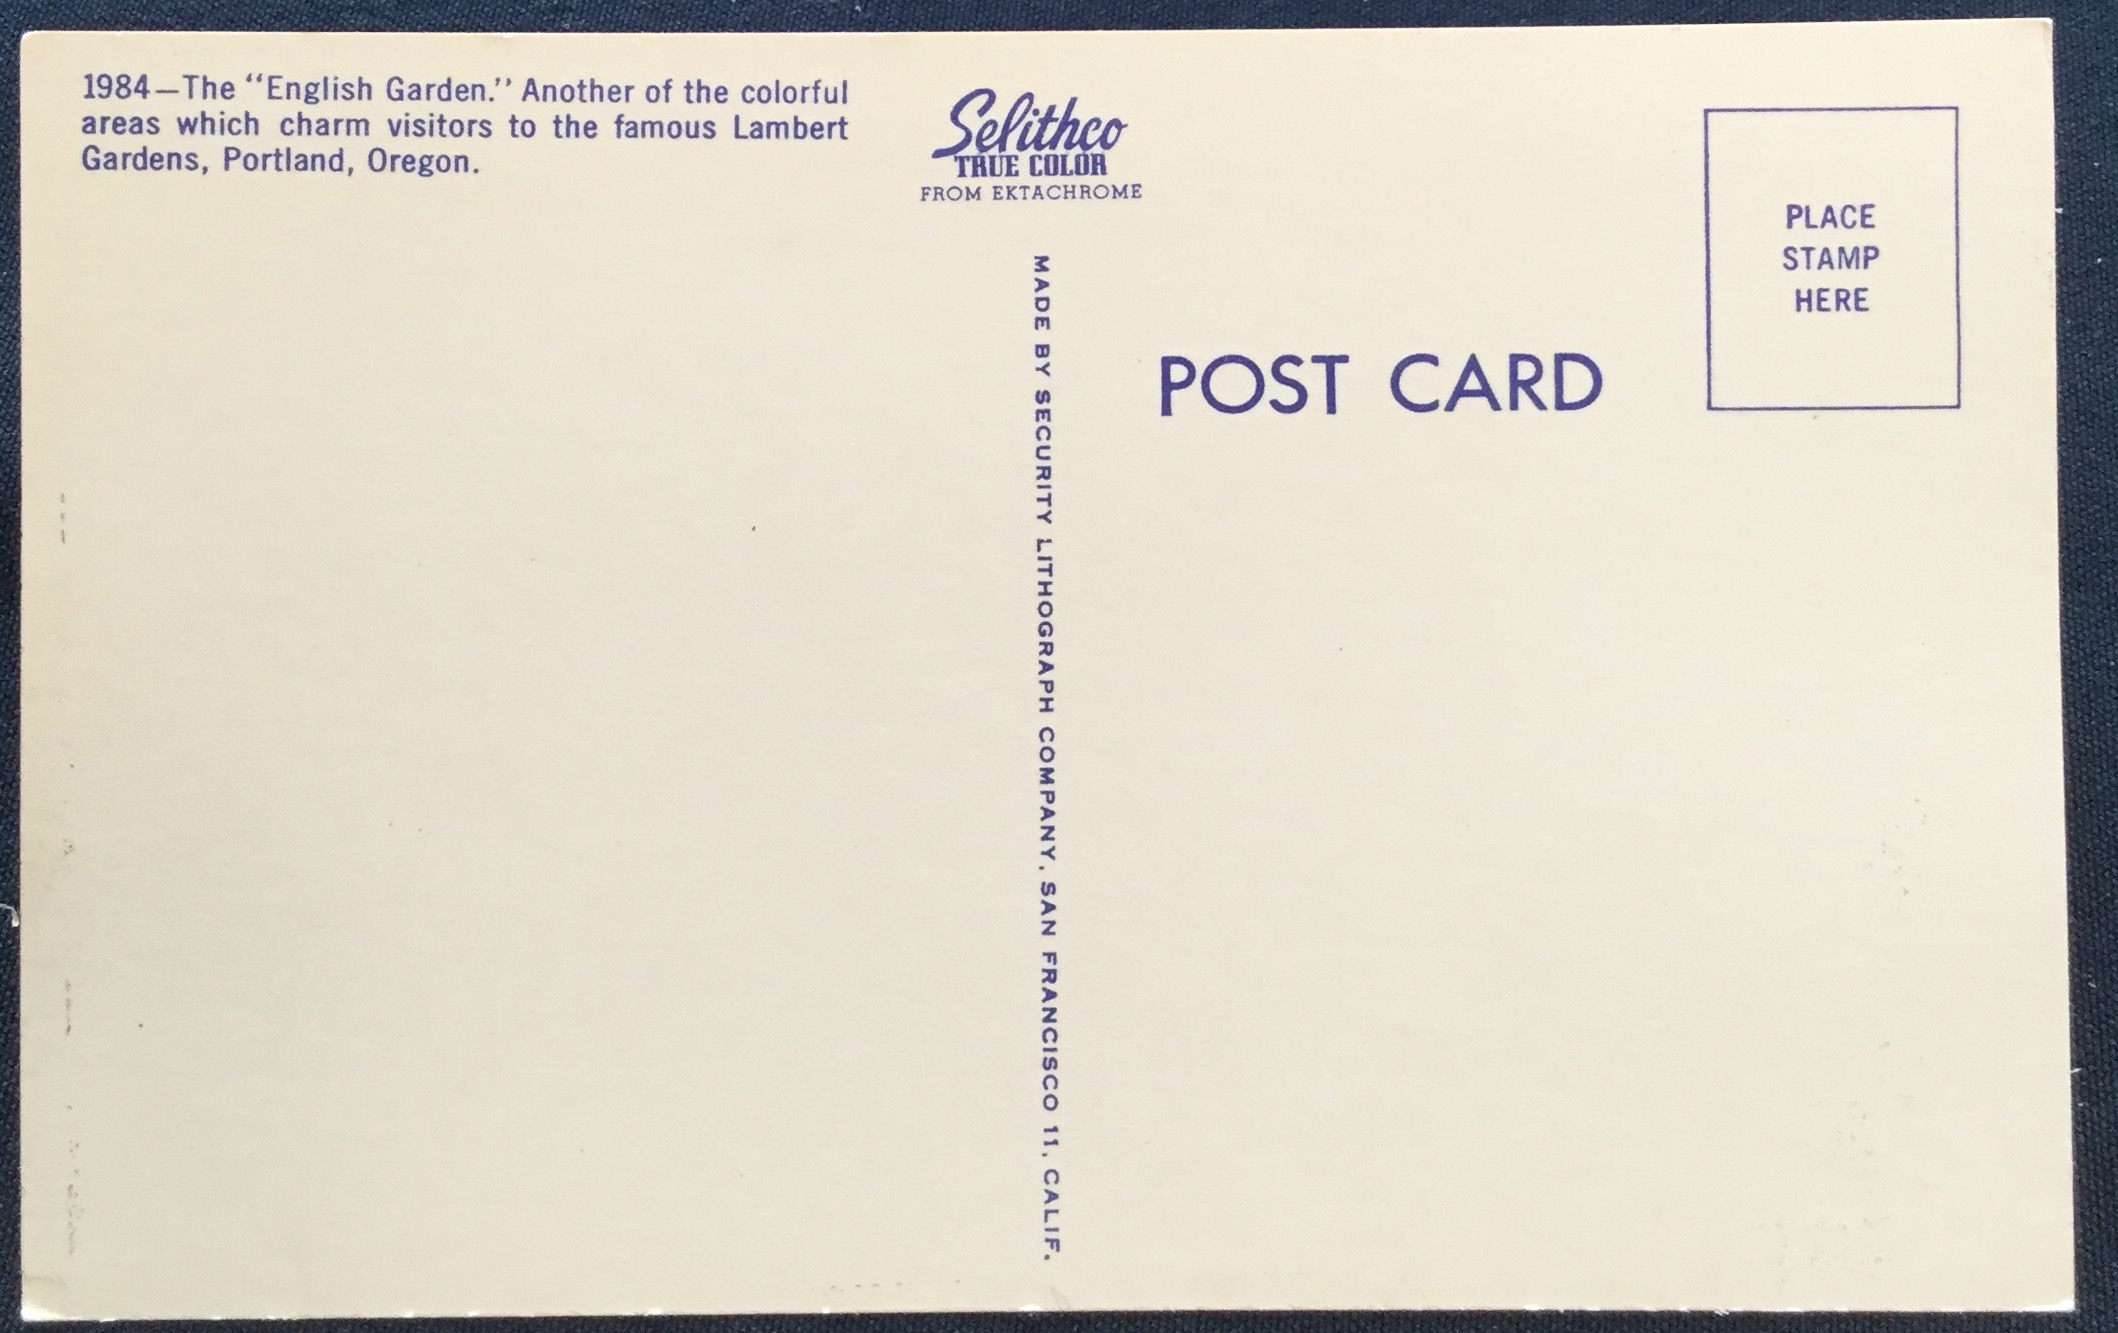 1984—The “English Garden.” Another of the colorful
areas which charm visitors to the famous Lambert
Gardens, Portland, Oregon.
Selithco
TRUE COLOR
FROM EKTACHROME
MADE BY SECURITY LITHOGRAPH COMPANY, SAN FRANCISCO 11, CALIF.
POST CARD
PLACE
STAMP
HERE